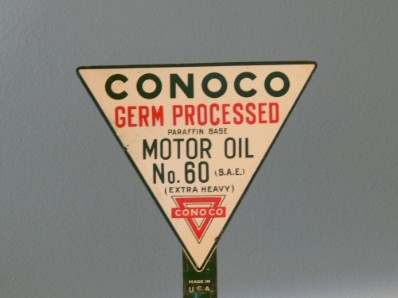 CONOCO
GERM PROCESSED
PARAFFIN BASE
MOTOR OIL
No. 60 (S.A.E.)
(EXTRA HEAVY)
CONOCO
MADE IN
U.S.A.